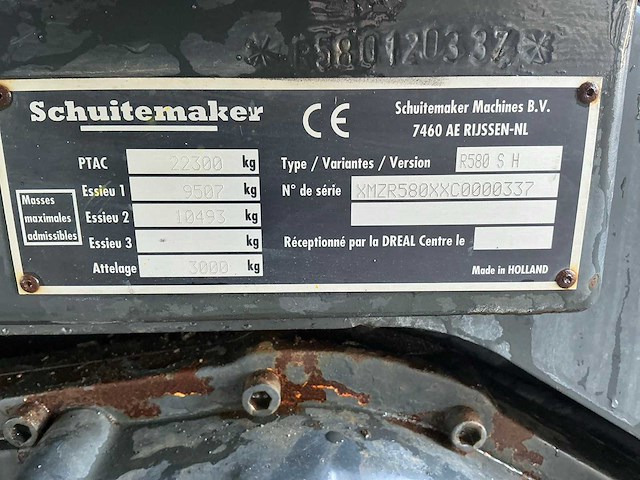 *R58012033Z*
Schuitemaker CE Schuitemaker Machines B.V.
7460 AE RIJSSEN-NL
PTAC 22300 kg Type / Variantes / Version R580 S H
Masses maximales admissibles
Essieu 1 9507 kg N° de série XMZR580XXC0000337
Essieu 2 10493 kg
Essieu 3 kg Réceptionné par la DREAL Centre le
Attelage 3000 kg Made in HOLLAND